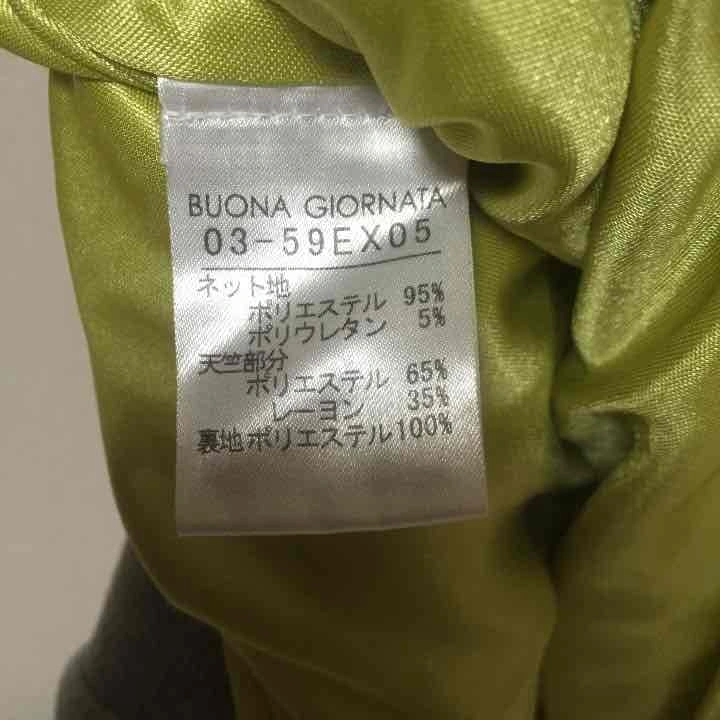 BUONA GIORNATA
03-59EX05
ネット地
ポリエステル 95%
ポリウレタン 5%
天竺部分
ポリエステル 65%
レーヨン 35%
裏地ポリエステル100%